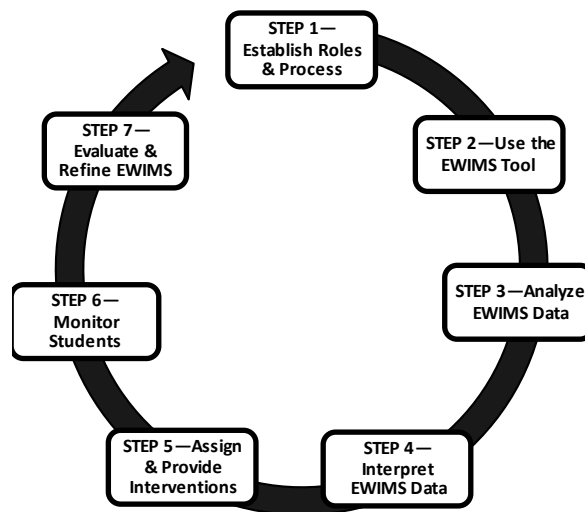 STEP 1—
Establish Roles
& Process
STEP 2—Use the
EWIMS Tool
STEP 3—Analyze
EWIMS Data
STEP 4—
Interpret
EWIMS Data
STEP 5—Assign
& Provide
Interventions
STEP 6—
Monitor
Students
STEP 7—
Evaluate &
Refine EWIMS